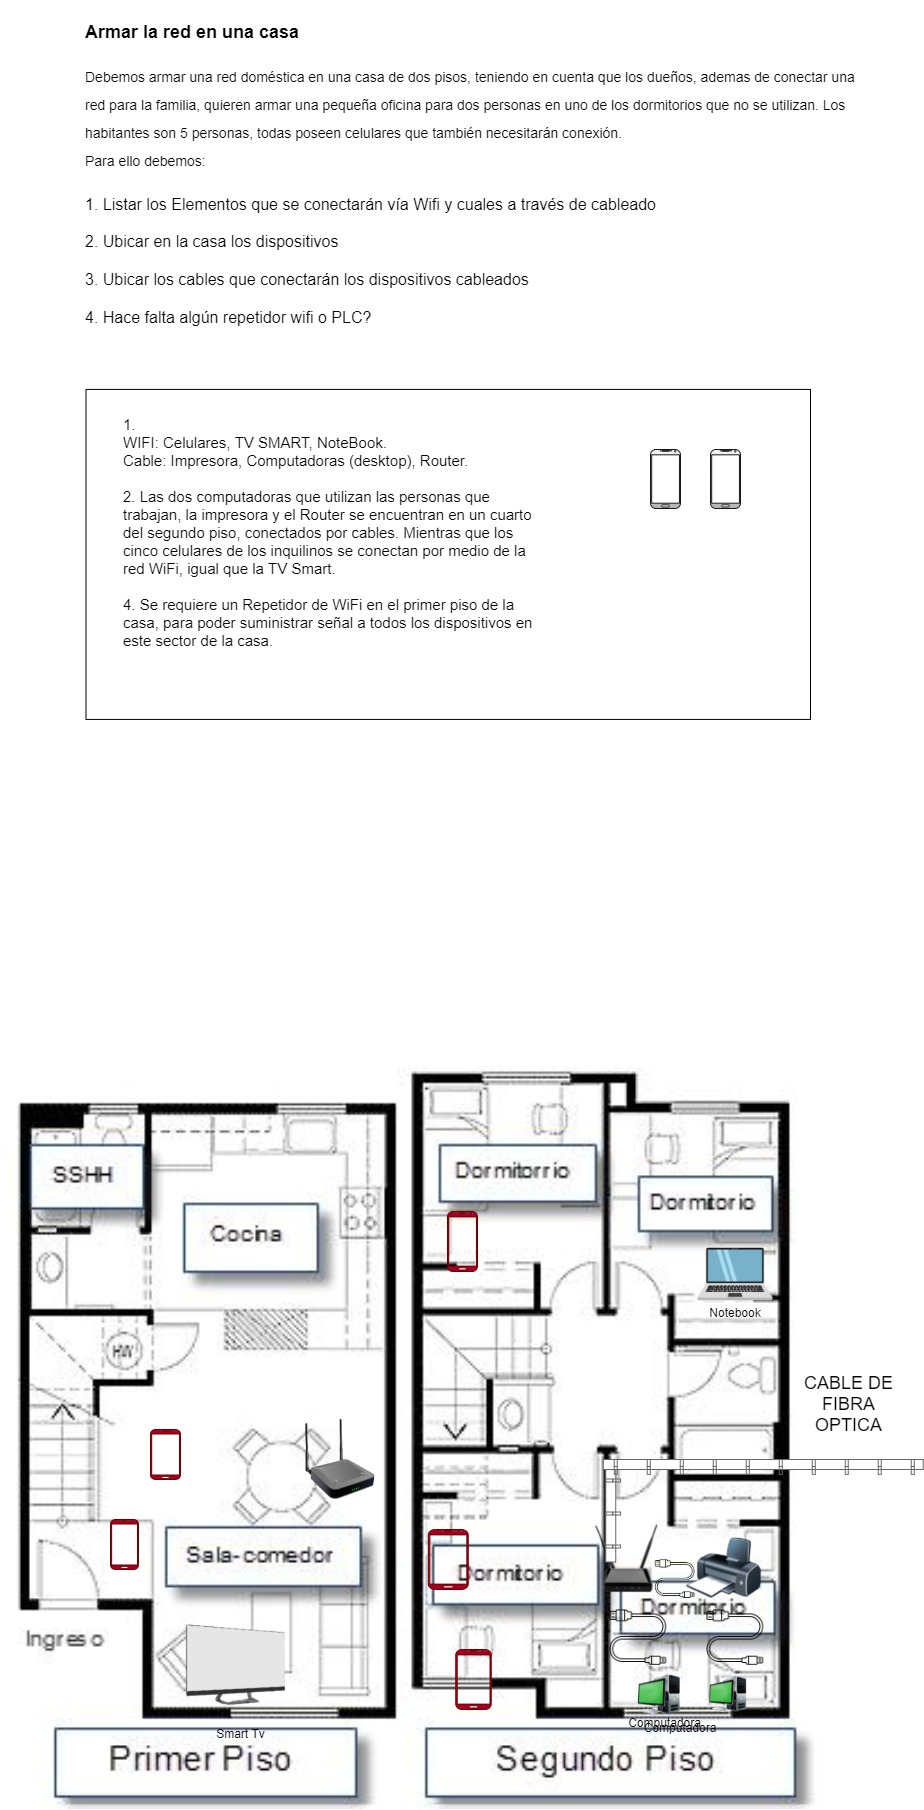 Armar la red en una casa
Debemos armar una red doméstica en una casa de dos pisos, teniendo en cuenta que los dueños, ademas de conectar una
red para la familia, quieren armar una pequeña oficina para dos personas en uno de los dormitorios que no se utilizan. Los
habitantes son 5 personas, todas poseen celulares que también necesitarán conexión.
Para ello debemos:
1. Listar los Elementos que se conectarán vía Wifi y cuales a través de cableado
2. Ubicar en la casa los dispositivos
3. Ubicar los cables que conectarán los dispositivos cableados
4. Hace falta algún repetidor wifi o PLC?
1.
WIFI: Celulares, TV SMART, NoteBook.
Cable: Impresora, Computadoras (desktop), Router.
2. Las dos computadoras que utilizan las personas que
trabajan, la impresora y el Router se encuentran en un cuarto
del segundo piso, conectados por cables. Mientras que los
cinco celulares de los inquilinos se conectan por medio de la
red WiFi, igual que la TV Smart.
4. Se requiere un Repetidor de WiFi en el primer piso de la
casa, para poder suministrar señal a todos los dispositivos en
este sector de la casa.
SSHH
Cocina
HW
Sala-comedor
Ingreso
Smart Tv
Primer Piso
Dormitorrio
Dormitorio
Notebook
CABLE DE
FIBRA
OPTICA
Dormitorio
Dormitorio
Computadora
Computadora
Segundo Piso